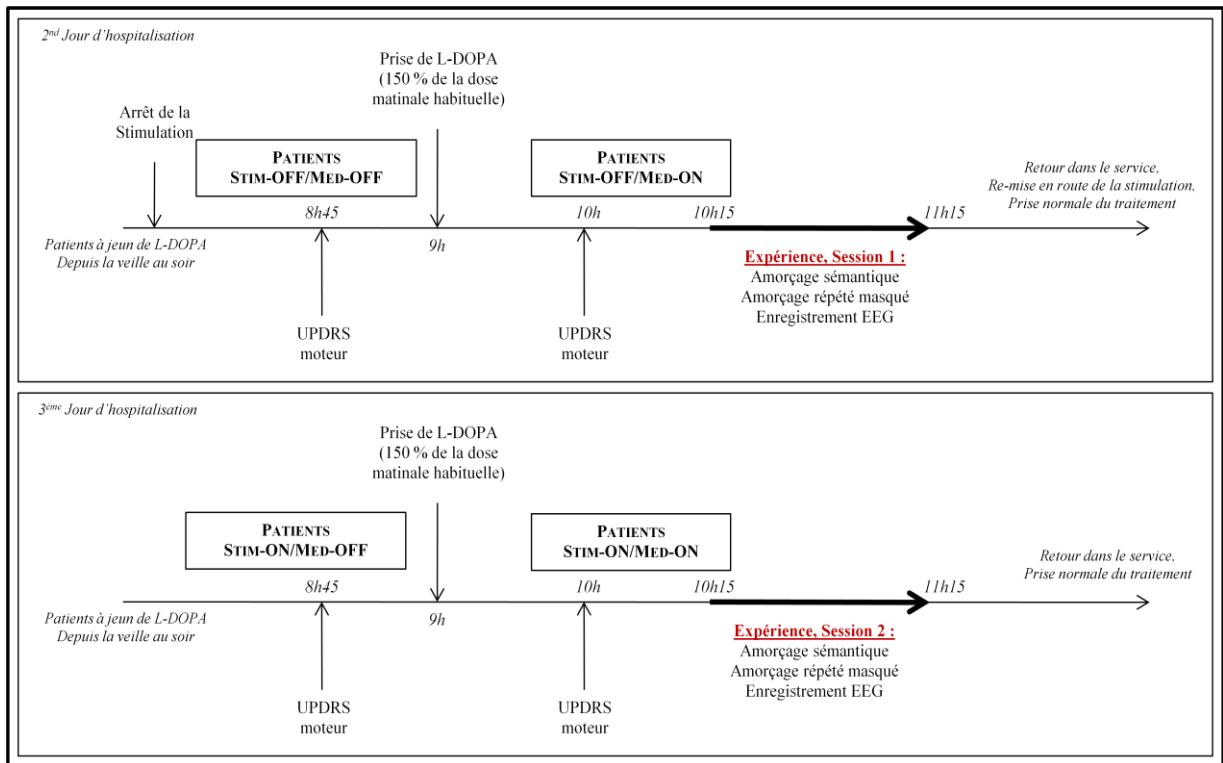 2nd Jour d'hospitalisation
Prise de L-DOPA
(150 % de la dose
matinale habituelle)
Arrêt de la
Stimulation
PATIENTS
STIM-OFF/MED-OFF
PATIENTS
STIM-OFF/MED-ON
Retour dans le service,
Re-mise en route de la stimulation,
Prise normale du traitement
8h45
10h
10h15
11h15
Patients à jeun de L-DOPA
Depuis la veille au soir
9h
Expérience, Session 1 :
Amorçage sémantique
Amorçage répété masqué
Enregistrement EEG
UPDRS
moteur
UPDRS
moteur
3ème Jour d'hospitalisation
Prise de L-DOPA
(150 % de la dose
matinale habituelle)
PATIENTS
STIM-ON/MED-OFF
PATIENTS
STIM-ON/MED-ON
Retour dans le service,
Prise normale du traitement
8h45
10h
10h15
11h15
Patients à jeun de L-DOPA
Depuis la veille au soir
9h
Expérience, Session 2 :
Amorçage sémantique
Amorçage répété masqué
Enregistrement EEG
UPDRS
moteur
UPDRS
moteur